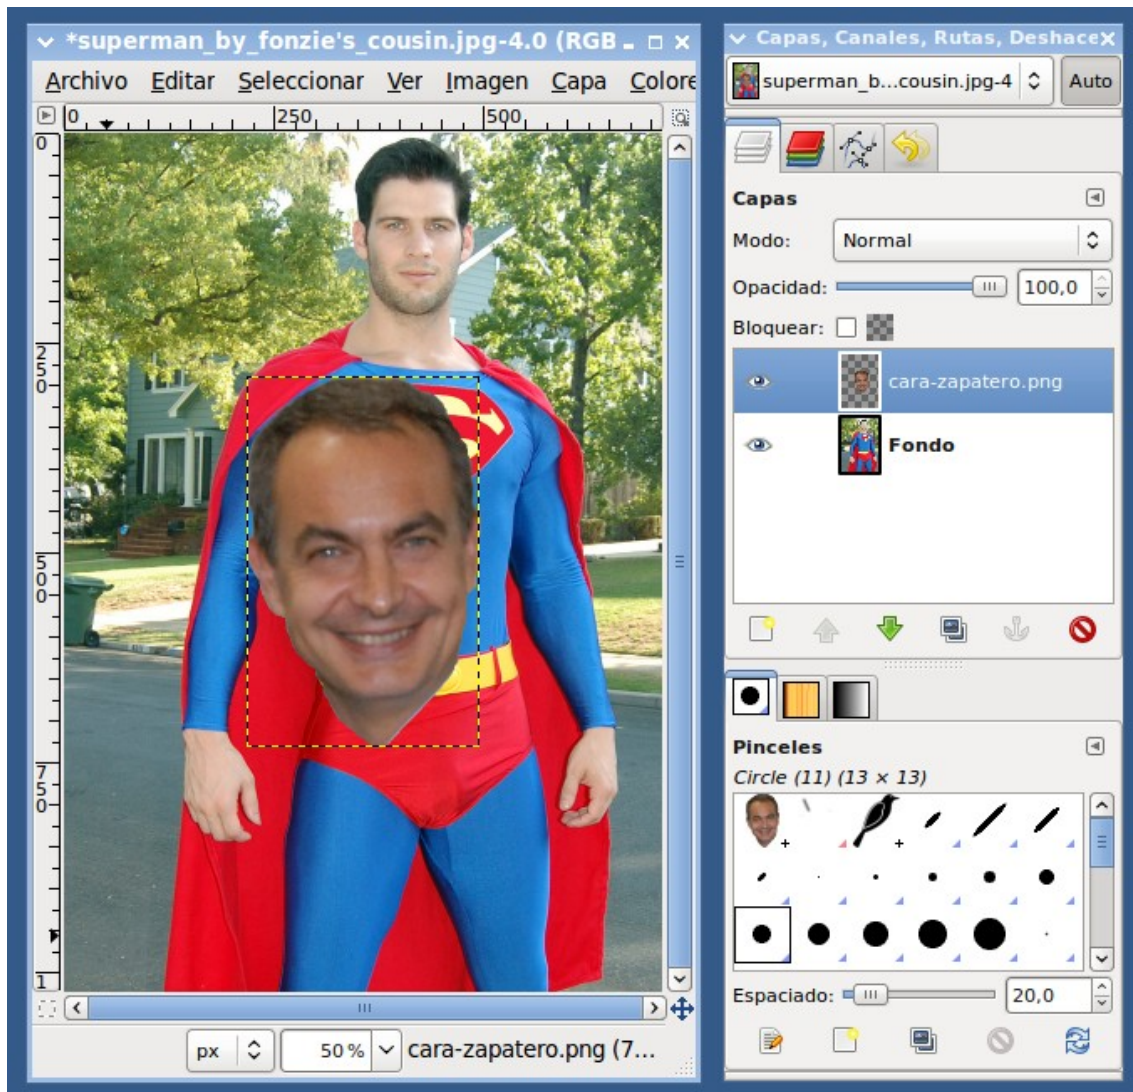 *superman_by_fonzie's_cousin.jpg-4.0 (RGB
Archivo Editar Seleccionar Ver Imagen Capa Colore
0 250 500
0
250
500
750
1
px 50 % cara-zapatero.png (7...
Capas, Canales, Rutas, Deshace
superman_b...cousin.jpg-4 Auto
Capas
Modo: Normal
Opacidad: 100,0
Bloquear:
cara-zapatero.png
Fondo
Pinceles
Circle (11) (13 × 13)
Espaciado: 20,0